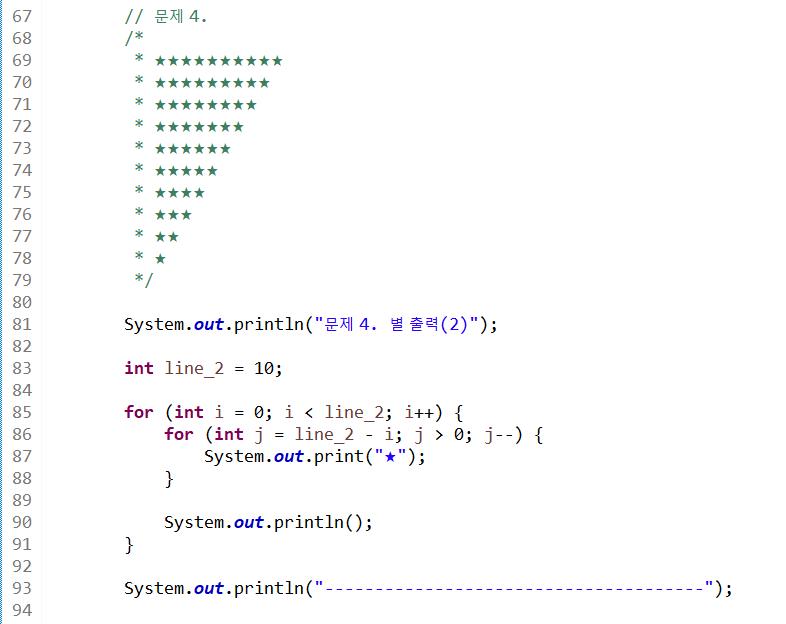 67 // 문제 4.
68 /*
69 * ★★★★★★★★★★
70 * ★★★★★★★★★
71 * ★★★★★★★★
72 * ★★★★★★★
73 * ★★★★★★
74 * ★★★★★
75 * ★★★★
76 * ★★★
77 * ★★
78 * ★
79 */
80
81 System.out.println("문제 4. 별 출력(2)");
82
83 int line_2 = 10;
84
85 for (int i = 0; i < line_2; i++) {
86 for (int j = line_2 - i; j > 0; j--) {
87 System.out.print("★");
88 }
89
90 System.out.println();
91 }
92
93 System.out.println("--------------------------------------");
94